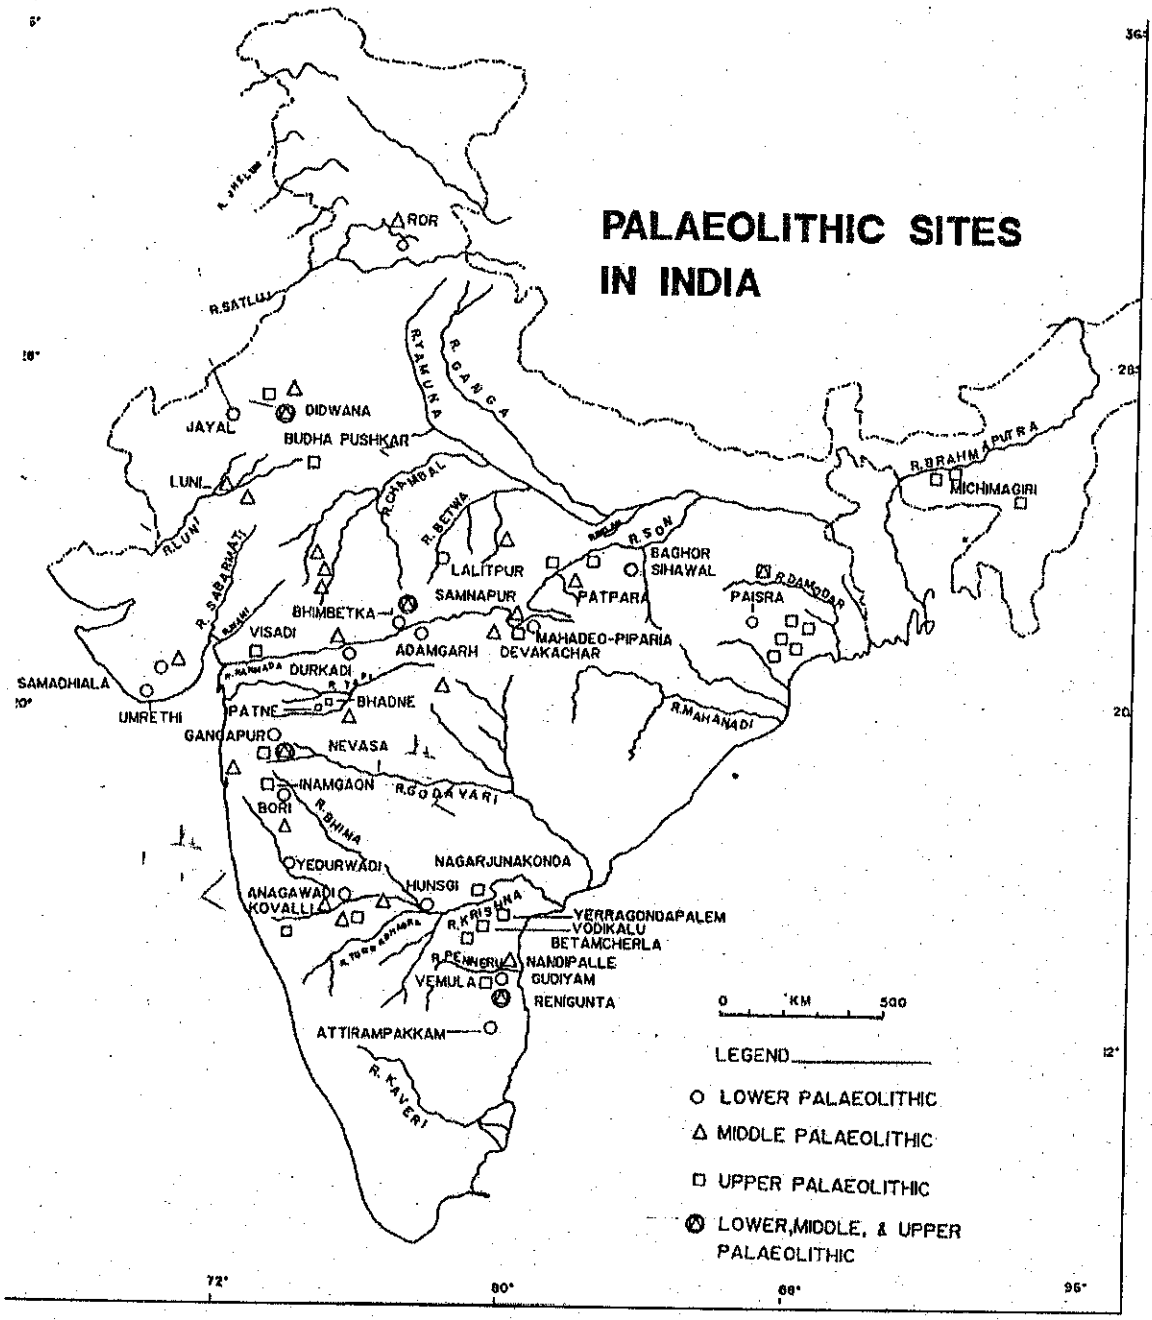 36°
PALAEOLITHIC SITES
IN INDIA
R. JHELUM
ROR
R.SATLUJ
R.YAMUNA
R. GANGA
28°
JAYAL
DIDWANA
BUDHA PUSHKAR
R.BRAHMAPUTRA
MICHIMAGIRI
LUNI
R.LUNI
R.CHAMBAL
R.BETWA
R.SON
R. SABARMATI
R.MAHI
LALITPUR
BAGHOR
SIHAWAL
SAMNAPUR
PATPARA
PAISRA
R.DAMODAR
BHIMBETKA
VISADI
ADAMGARH
MAHADEO-PIPARIA
DEVAKACHAR
R.NARMADA
DURKADI
R. TAPI
SAMADHIALA
UMRETHI
PATNE
BHADNE
R.MAHANADI
20
GANGAPUR
NEVASA
INAMGAON
BORI
R.GODAVARI
R.BHIMA
YEDURWADI
NAGARJUNAKONDA
ANAGAWADI
HUNSGI
KOVALLI
R.KRISHNA
YERRAGONDAPALEM
VODIKALU
BETAMCHERLA
R.TUNGABHADRA
R.PENNERU
NANDIPALLE
VEMULA
GUDIYAM
RENIGUNTA
ATTIRAMPAKKAM
R. KAVERI
0 KM 500
12°
LEGEND
LOWER PALAEOLITHIC
MIDDLE PALAEOLITHIC
UPPER PALAEOLITHIC
LOWER,MIDDLE, & UPPER
PALAEOLITHIC
72°
80°
88°
96°